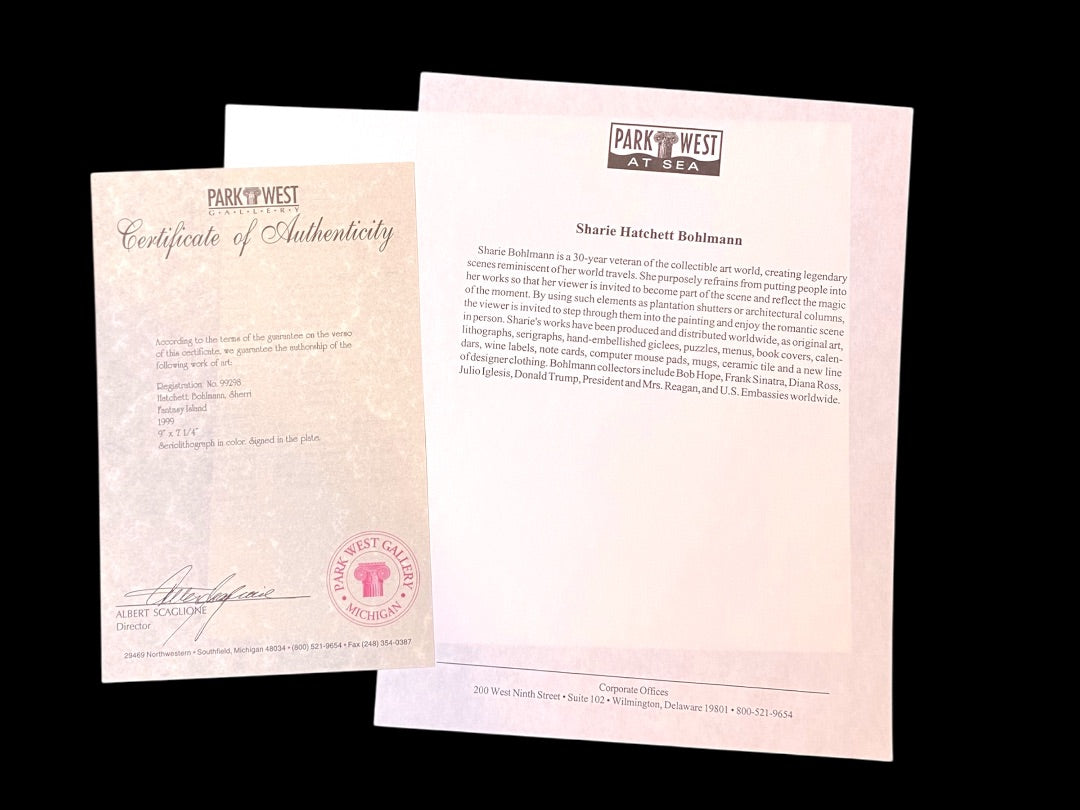 PARK WEST
G·A·L·L·E·R·Y
Certificate of Authenticity
According to the terms of the guarantee on the verso
of this certificate, we guarantee the authorship of the
following work of art:
Registration: No. 99298
Hatchett Bohlmann, Sherri
Fantasy Island
1999
9" x 7 1/4"
Seriolithograph in color, signed in the plate.
ALBERT SCAGLIONE
Director
PARK WEST GALLERY
• MICHIGAN •
29469 Northwestern • Southfield, Michigan 48034 • (800) 521-9654 • Fax (248) 354-0387
PARK WEST
AT SEA
Sharie Hatchett Bohlmann
Sharie Bohlmann is a 30-year veteran of the collectible art world, creating legendary
scenes reminiscent of her world travels. She purposely refrains from putting people into
her works so that her viewer is invited to become part of the scene and reflect the magic
of the moment. By using such elements as plantation shutters or architectural columns,
the viewer is invited to step through them into the painting and enjoy the romantic scene
in person. Sharie's works have been produced and distributed worldwide, as original art,
lithographs, serigraphs, hand-embellished giclees, puzzles, menus, book covers, calen-
dars, wine labels, note cards, computer mouse pads, mugs, ceramic tile and a new line
of designer clothing. Bohlmann collectors include Bob Hope, Frank Sinatra, Diana Ross,
Julio Iglesis, Donald Trump, President and Mrs. Reagan, and U.S. Embassies worldwide.
Corporate Offices
200 West Ninth Street • Suite 102 • Wilmington, Delaware 19801 • 800-521-9654